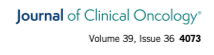 Journal of Clinical Oncology®
Volume 39, Issue 36 4073